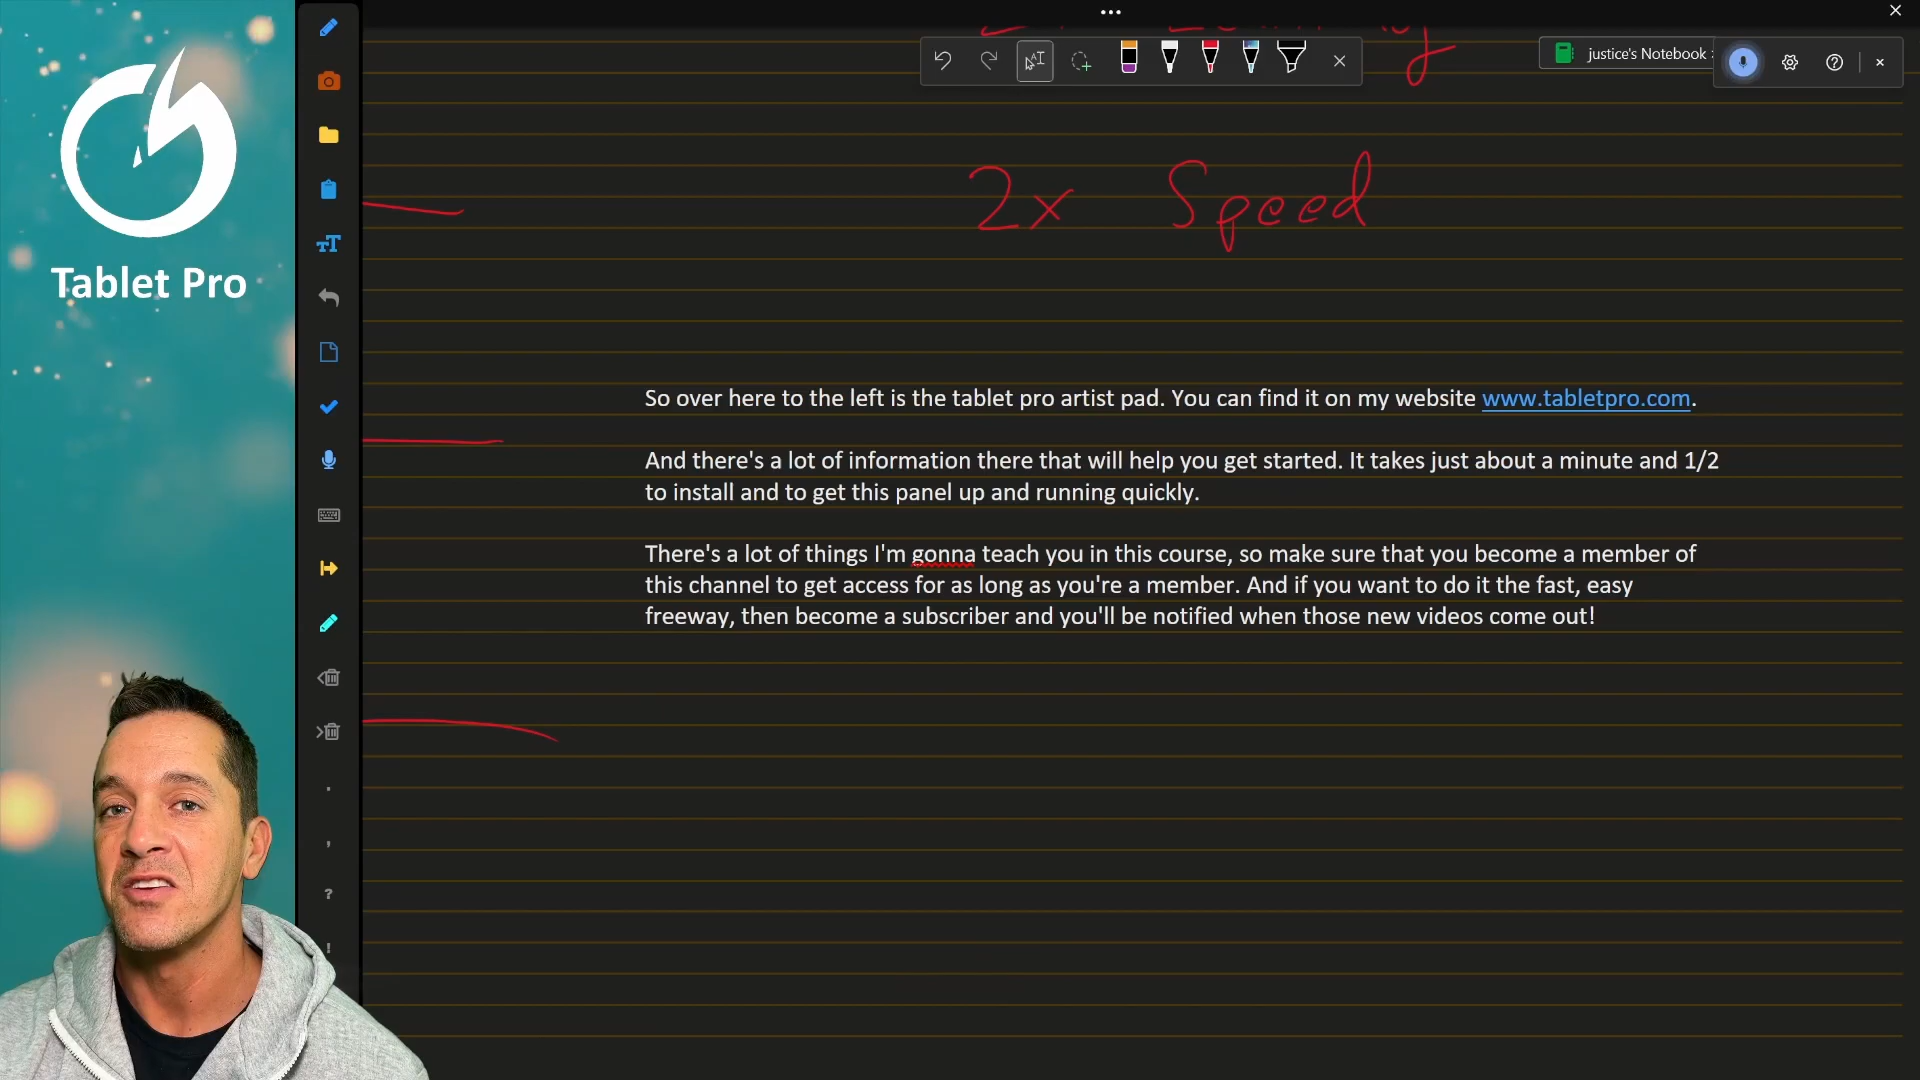 Tablet Pro
justice's Notebook
2x Speed
So over here to the left is the tablet pro artist pad. You can find it on my website www.tabletpro.com.
And there's a lot of information there that will help you get started. It takes just about a minute and 1/2
to install and to get this panel up and running quickly.
There's a lot of things I'm gonna teach you in this course, so make sure that you become a member of
this channel to get access for as long as you're a member. And if you want to do it the fast, easy
freeway, then become a subscriber and you'll be notified when those new videos come out!